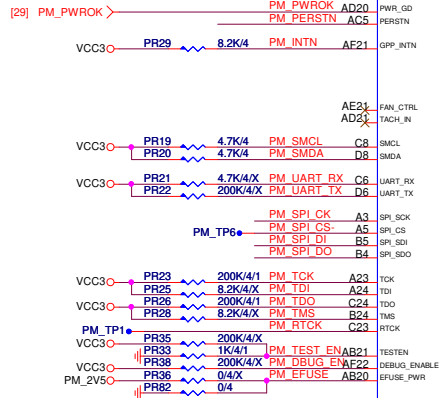 [29] PM_PWROK PM_PWROK AD20 PWR_GD
PM_PERSTN AC5 PERSTN
VCC3 PR29 8.2K/4 PM_INTN AF21 GPP_INTN
AE21 FAN_CTRL
AD21 TACH_IN
VCC3 PR19 4.7K/4 PM_SMCL C8 SMCL
PR20 4.7K/4 PM_SMDA D8 SMDA
VCC3 PR21 4.7K/4/X PM_UART_RX C6 UART_RX
PR22 200K/4/X PM_UART_TX D6 UART_TX
PM_SPI_CK A3 SPI_SCK
PM_TP6 PM_SPI_CS- A5 SPI_CS
PM_SPI_DI B5 SPI_SDI
PM_SPI_DO B4 SPI_SDO
VCC3 PR23 200K/4/1 PM_TCK A23 TCK
PR25 8.2K/4/X PM_TDI A24 TDI
VCC3 PR26 200K/4/1 PM_TDO C24 TDO
PR28 8.2K/4/X PM_TMS B24 TMS
PM_TP1 PM_RTCK C23 RTCK
VCC3 PR35 200K/4/X
PR33 1K/4/1 PM_TEST_EN AB21 TESTEN
VCC3 PR38 200K/4/X PM_DBUG_EN AF22 DEBUG_ENABLE
PM_2V5 PR36 0/4/X PM_EFUSE AB20 EFUSE_PWR
PR82 0/4